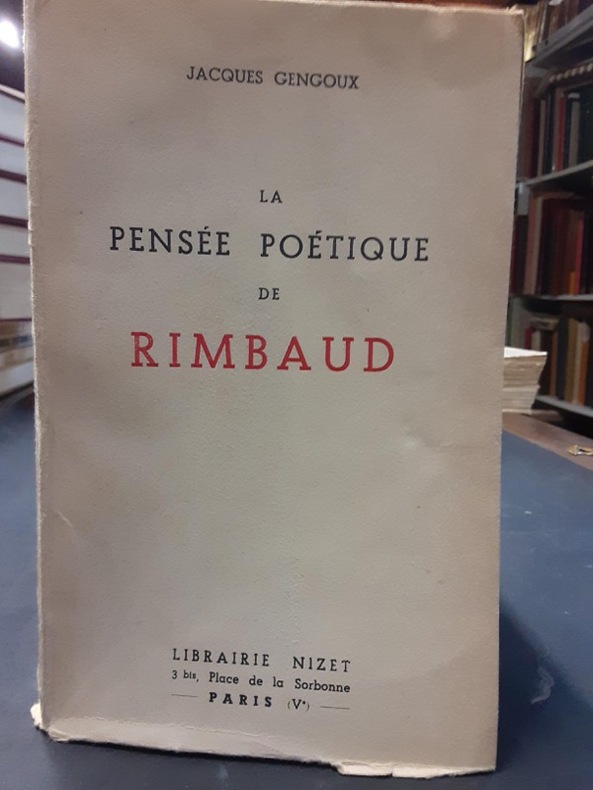 JACQUES GENGOUX
LA
PENSÉE POÉTIQUE
DE
RIMBAUD
LIBRAIRIE NIZET
3 bis, Place de la Sorbonne
PARIS (Vᵉ)